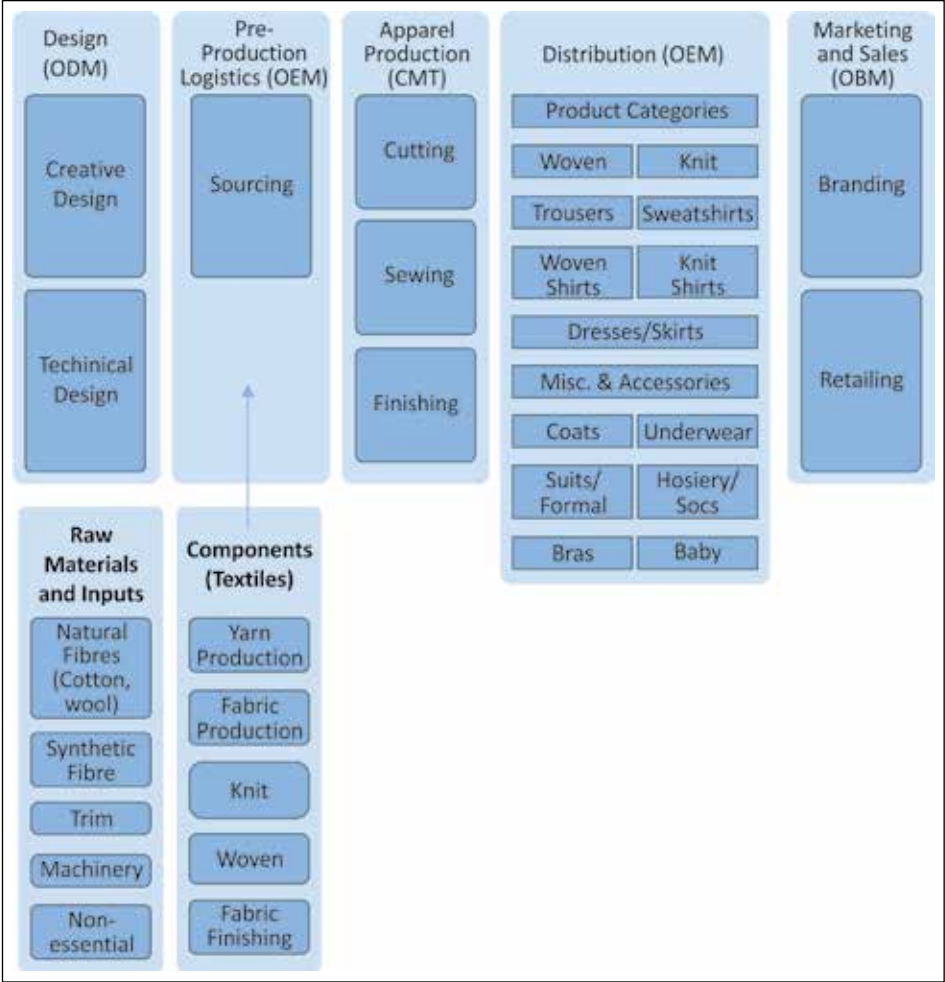 Design
(ODM)
Creative
Design
Techinical
Design
Pre-
Production
Logistics (OEM)
Sourcing
Apparel
Production
(CMT)
Cutting
Sewing
Finishing
Distribution (OEM)
Product Categories
Woven
Knit
Trousers
Sweatshirts
Woven
Shirts
Knit
Shirts
Dresses/Skirts
Misc. & Accessories
Coats
Underwear
Suits/
Formal
Hosiery/
Socs
Bras
Baby
Marketing
and Sales
(OBM)
Branding
Retailing
Raw
Materials
and Inputs
Natural
Fibres
(Cotton,
wool)
Synthetic
Fibre
Trim
Machinery
Non-
essential
Components
(Textiles)
Yarn
Production
Fabric
Production
Knit
Woven
Fabric
Finishing